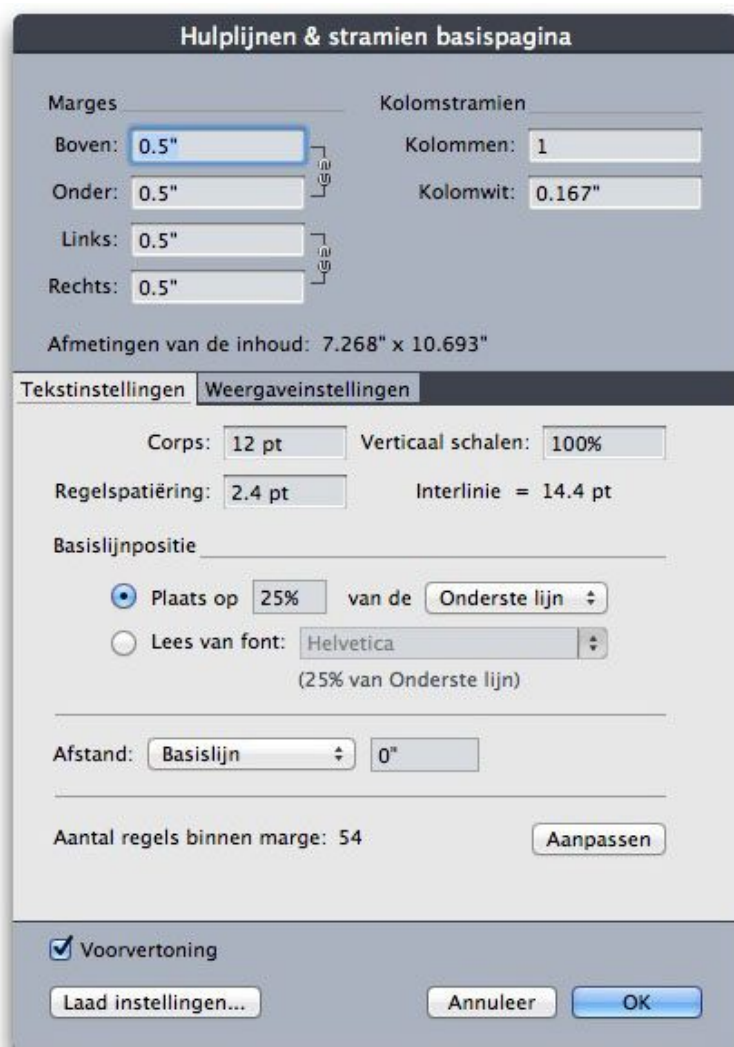 Hulplijnen & stramien basispagina
Marges
Kolomstramien
Boven: 0.5"
Kolommen: 1
Onder: 0.5"
Kolomwit: 0.167"
Links: 0.5"
Rechts: 0.5"
Afmetingen van de inhoud: 7.268" x 10.693"
Tekstinstellingen Weergaveinstellingen
Corps: 12 pt Verticaal schalen: 100%
Regelspatiëring: 2.4 pt Interlinie = 14.4 pt
Basislijnpositie
Plaats op 25% van de Onderste lijn
Lees van font: Helvetica
(25% van Onderste lijn)
Afstand: Basislijn 0"
Aantal regels binnen marge: 54 Aanpassen
Voorvertoning
Laad instellingen... Annuleer OK